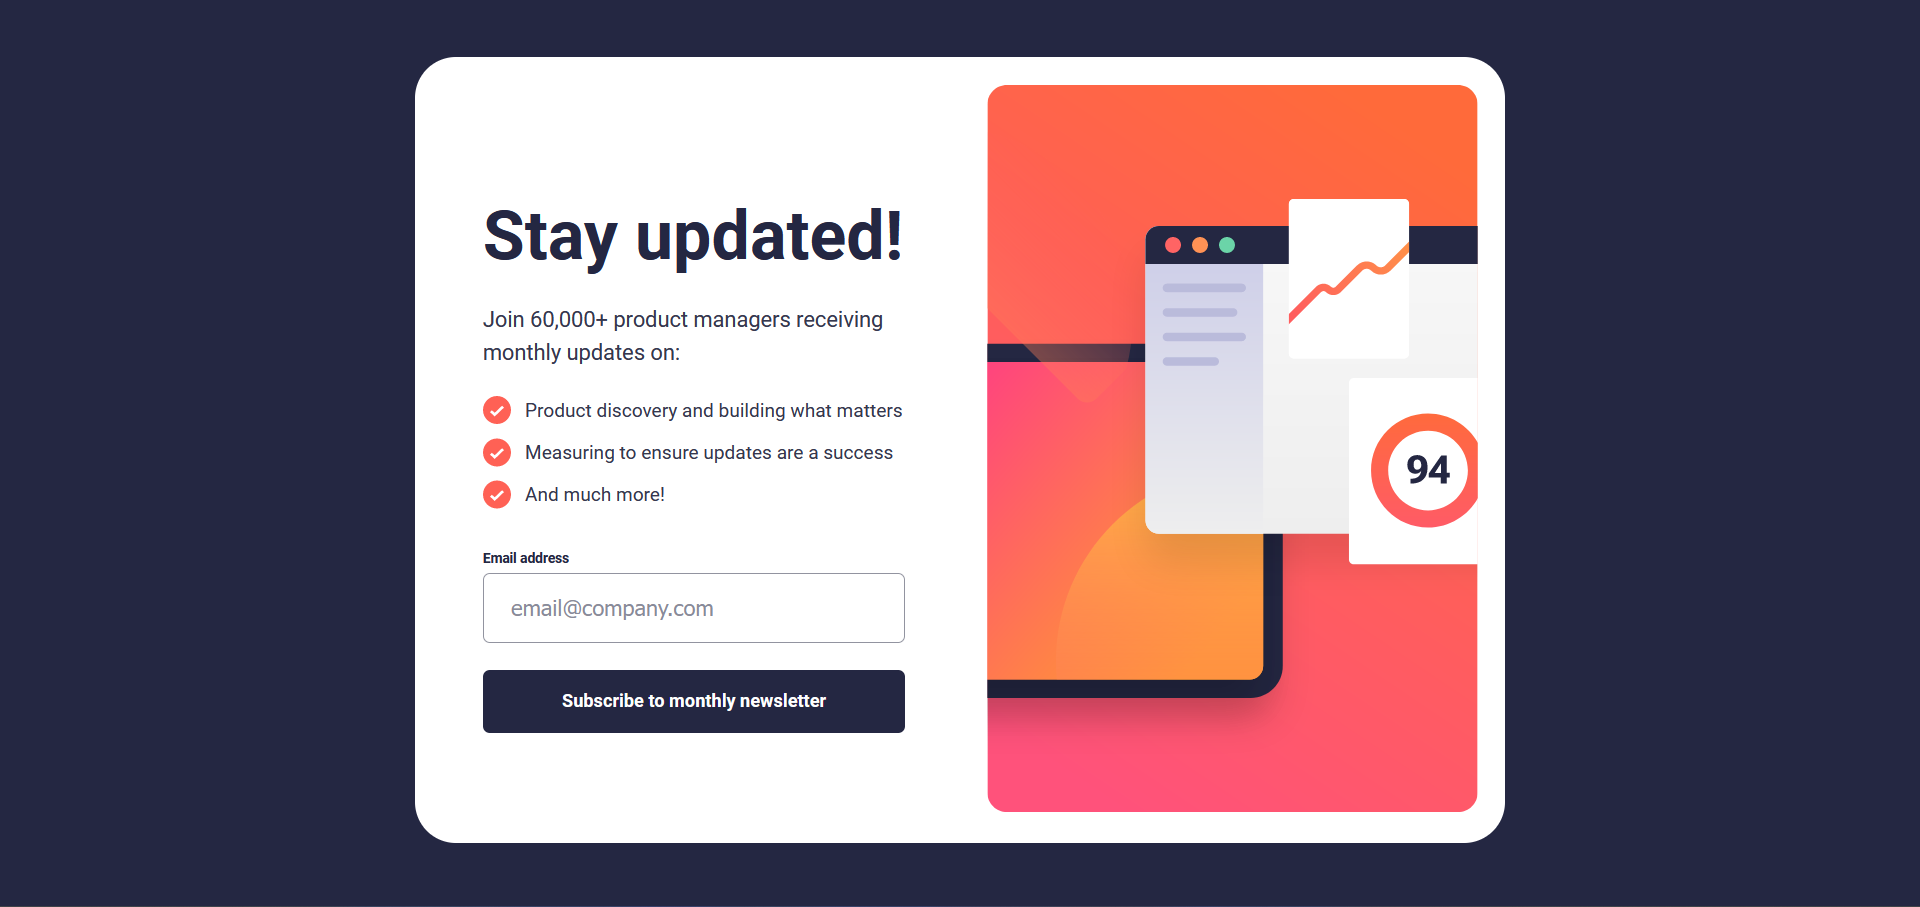 Stay updated!
Join 60,000+ product managers receiving
monthly updates on:
Product discovery and building what matters
Measuring to ensure updates are a success
And much more!
Email address
email@company.com
Subscribe to monthly newsletter
94